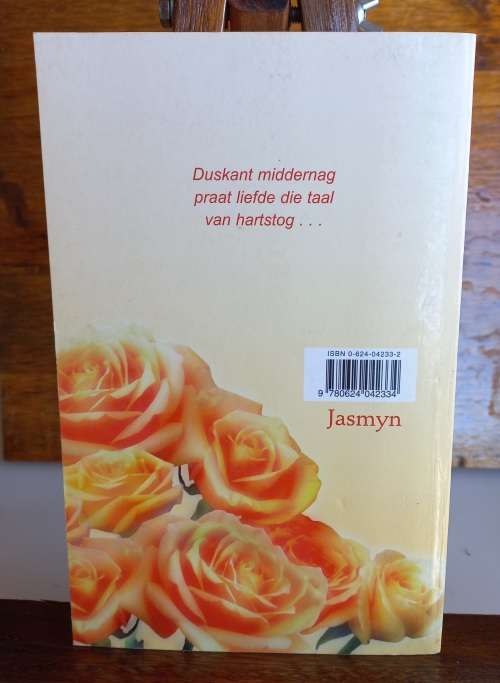 Duskant middernag
praat liefde die taal
van hartstog . . .
ISBN 0-624-04233-2
9 780624 042334
Jasmyn